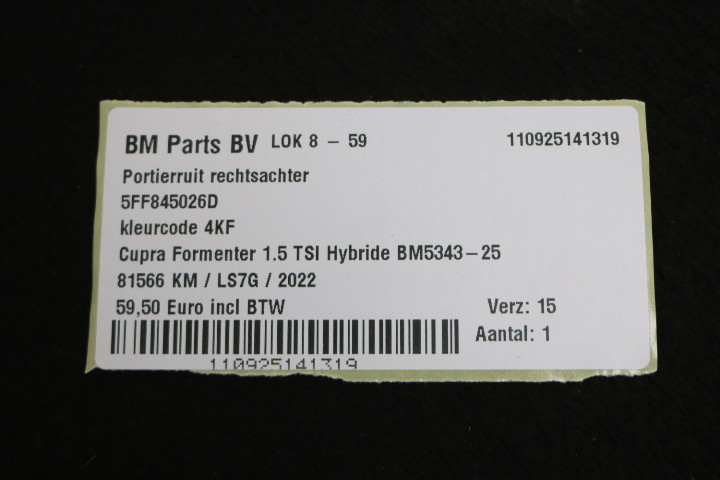 BM Parts BV LOK 8 - 59 110925141319
Portierruit rechtsachter
5FF845026D
kleurcode 4KF
Cupra Formenter 1.5 TSI Hybride BM5343-25
81566 KM / LS7G / 2022
59,50 Euro incl BTW Verz: 15
Aantal: 1
110925141319